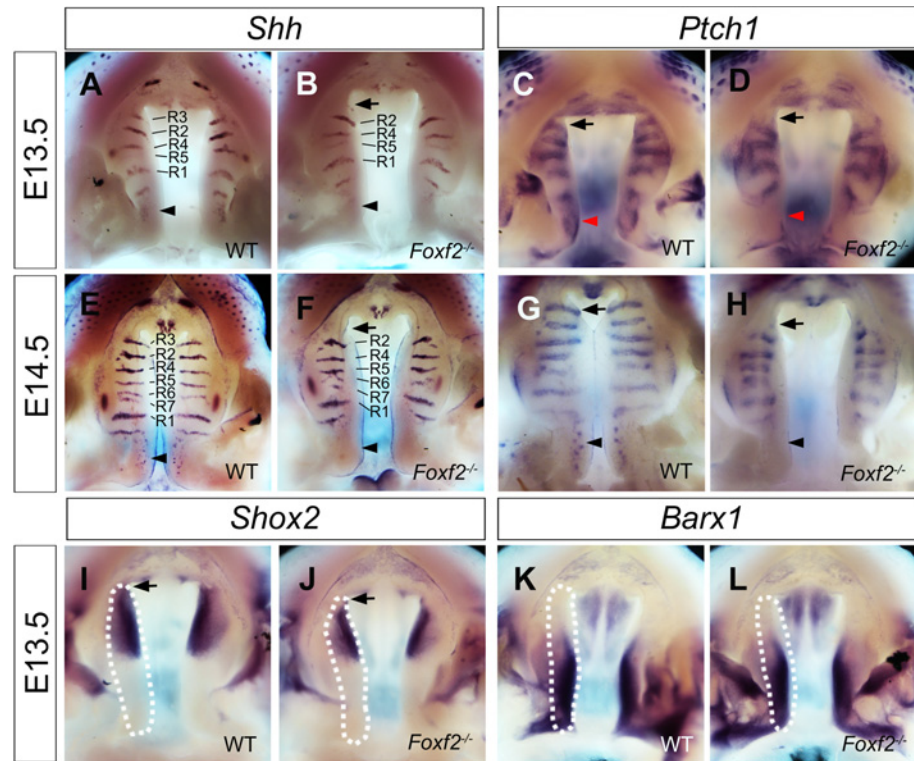 Shh
Ptch1
E13.5
A
R3
R2
R4
R5
R1
WT
B
R2
R4
R5
R1
Foxf2-/-
C
WT
D
Foxf2-/-
E14.5
E
R3
R2
R4
R5
R6
R7
R1
WT
F
R2
R4
R5
R6
R7
R1
Foxf2-/-
G
WT
H
Foxf2-/-
Shox2
Barx1
E13.5
I
WT
J
Foxf2-/-
K
WT
L
Foxf2-/-